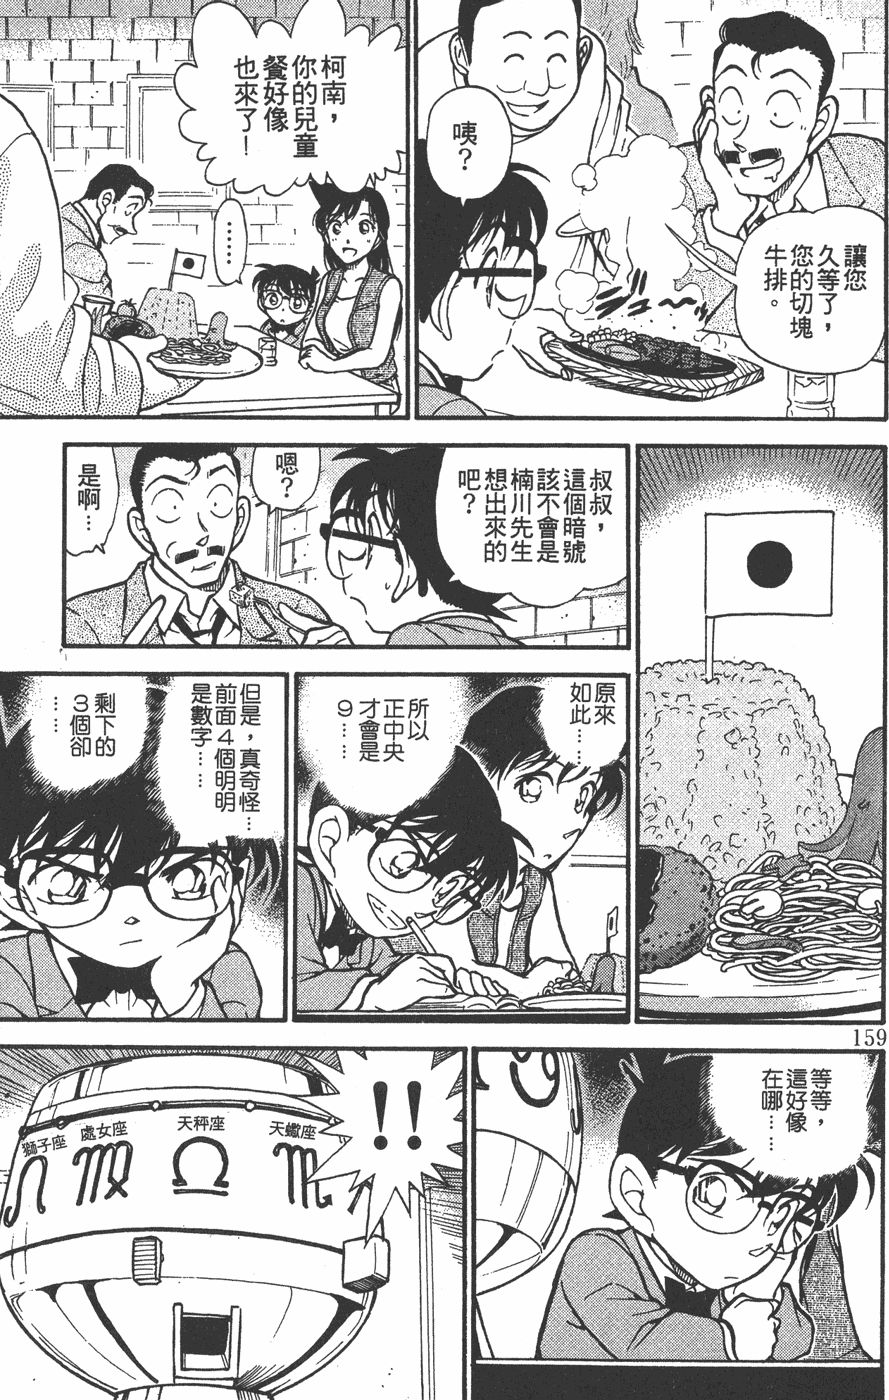 讓您
久等了，
您的切塊
牛排。
咦？
柯南，
你的兒童
餐好像
也來了！
……
叔叔，
這個暗號
該不會是
楠川先生
想出來的
吧？
嗯？
是啊…
原來
如此…
所以
正中央
才會是
9……
但是，真奇怪…
前面4個明明
是數字……
剩下的
3個卻
……
159
等等，
這好像
在哪……
!!
獅子座
處女座
天秤座
天蠍座